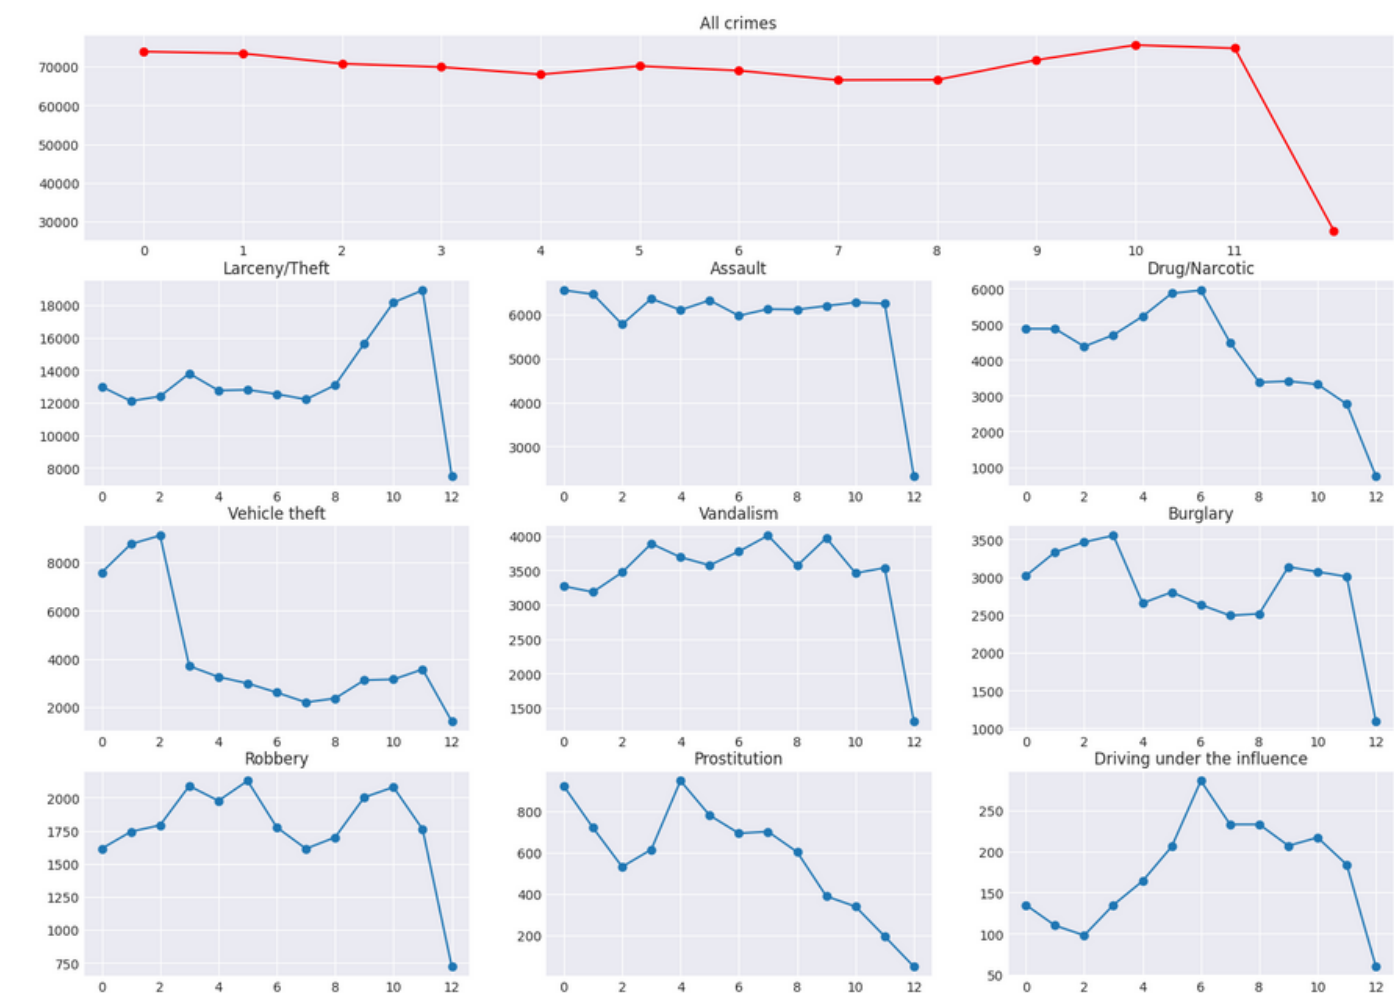 All crimes
70000
60000
50000
40000
30000
0 1 2 3 4 5 6 7 8 9 10 11
Larceny/Theft
18000
16000
14000
12000
10000
8000
0 2 4 6 8 10 12
Assault
6000
5000
4000
3000
0 2 4 6 8 10 12
Drug/Narcotic
6000
5000
4000
3000
2000
1000
0 2 4 6 8 10 12
Vehicle theft
8000
6000
4000
2000
0 2 4 6 8 10 12
Vandalism
4000
3500
3000
2500
2000
1500
0 2 4 6 8 10 12
Burglary
3500
3000
2500
2000
1500
1000
0 2 4 6 8 10 12
Robbery
2000
1750
1500
1250
1000
750
0 2 4 6 8 10 12
Prostitution
800
600
400
200
0 2 4 6 8 10 12
Driving under the influence
250
200
150
100
50
0 2 4 6 8 10 12